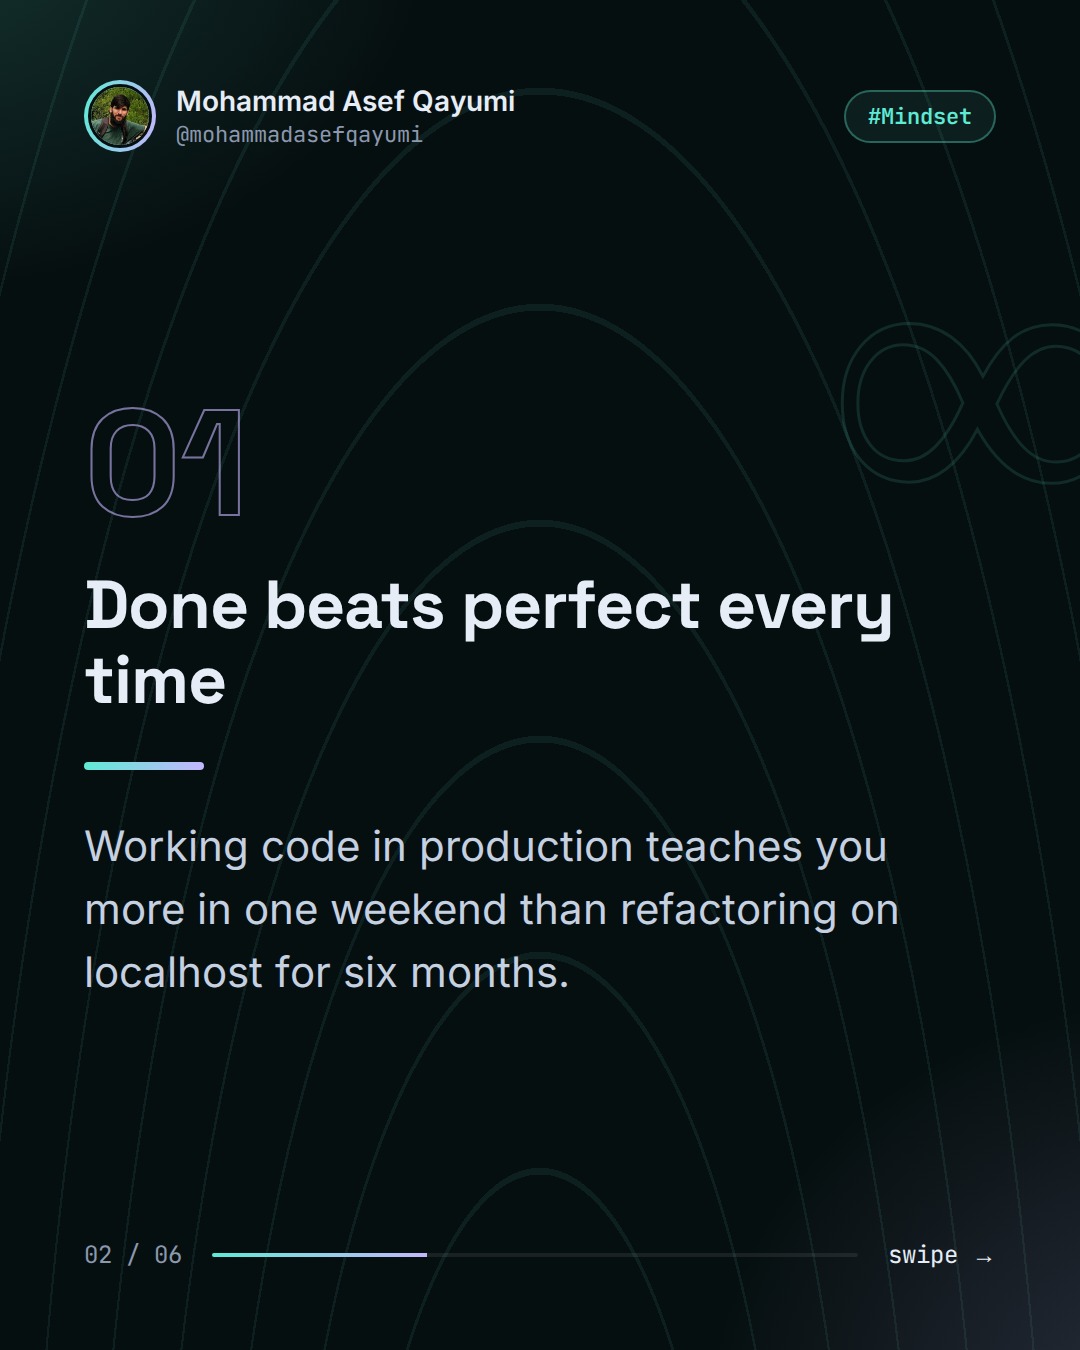 Mohammad Asef Qayumi
@mohammadasefqayumi
#Mindset
∞
01
Done beats perfect every
time
Working code in production teaches you
more in one weekend than refactoring on
localhost for six months.
02 / 06
swipe →